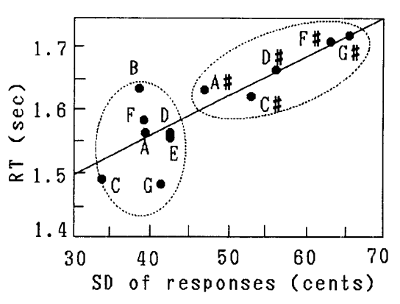 1.7
1.6
1.5
1.4
RT (sec)
B
F
D
A
E
C
G
A#
D#
C#
F#
G#
30
40
50
60
70
SD of responses (cents)